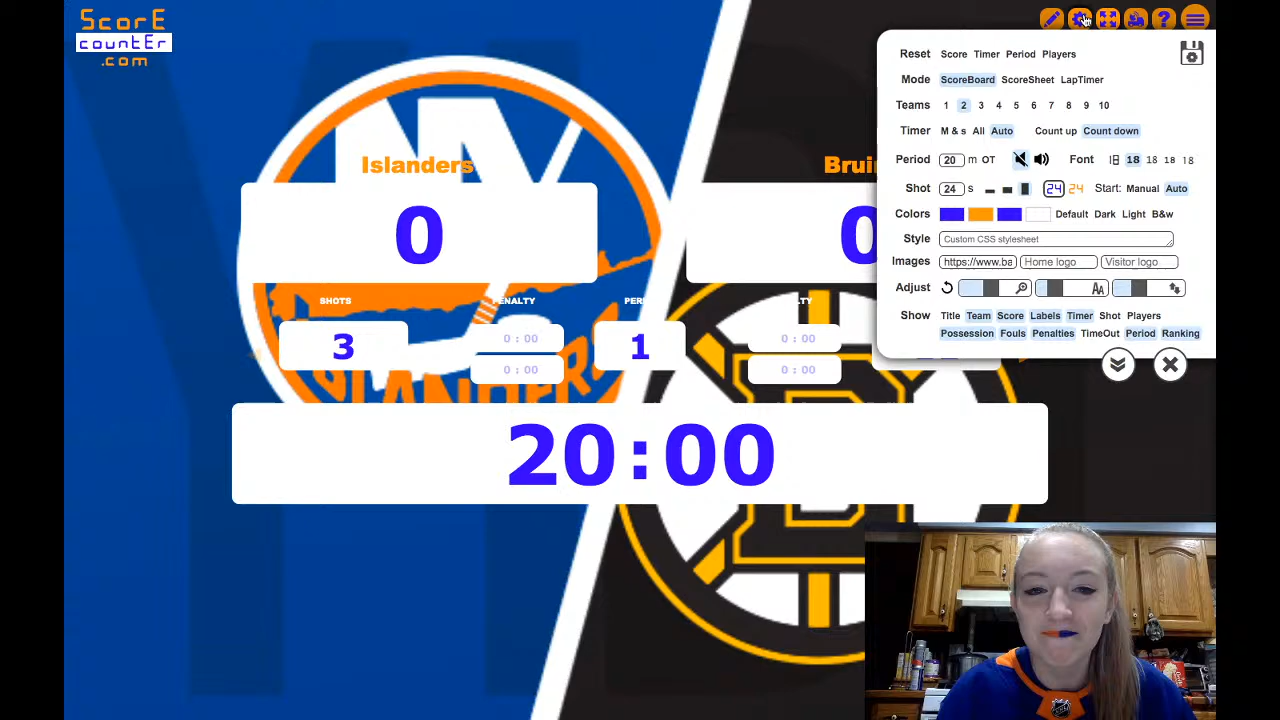 ScorE
countEr
.com
Islanders
0
SHOTS
3
PENALTY
0 : 00
0 : 00
1
0 : 00
0 : 00
20:00
Reset Score Timer Period Players
Mode ScoreBoard ScoreSheet LapTimer
Teams 1 2 3 4 5 6 7 8 9 10
Timer M & s All Auto Count up Count down
Period 20 m OT Font 18 18 18 18
Shot 24 s 24 24 Start: Manual Auto
Colors Default Dark Light B&w
Style Custom CSS stylesheet
Images https://www.ba Home logo Visitor logo
Adjust AA
Show Title Team Score Labels Timer Shot Players
Possession Fouls Penalties TimeOut Period Ranking
?